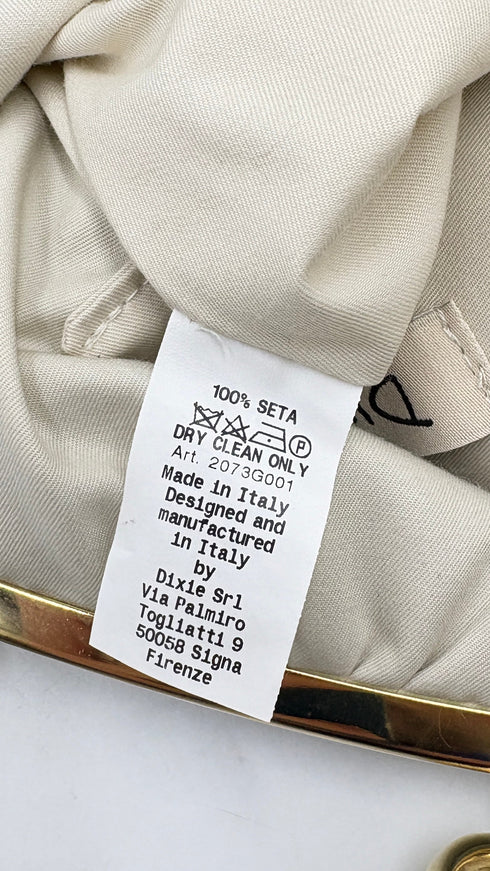 100% SETA
P
DRY CLEAN ONLY
Art. 2073G001
Made in Italy
Designed and
manufactured
in Italy
by
Dixie Srl
Via Palmiro
Togliatti 9
50058 Signa
Firenze